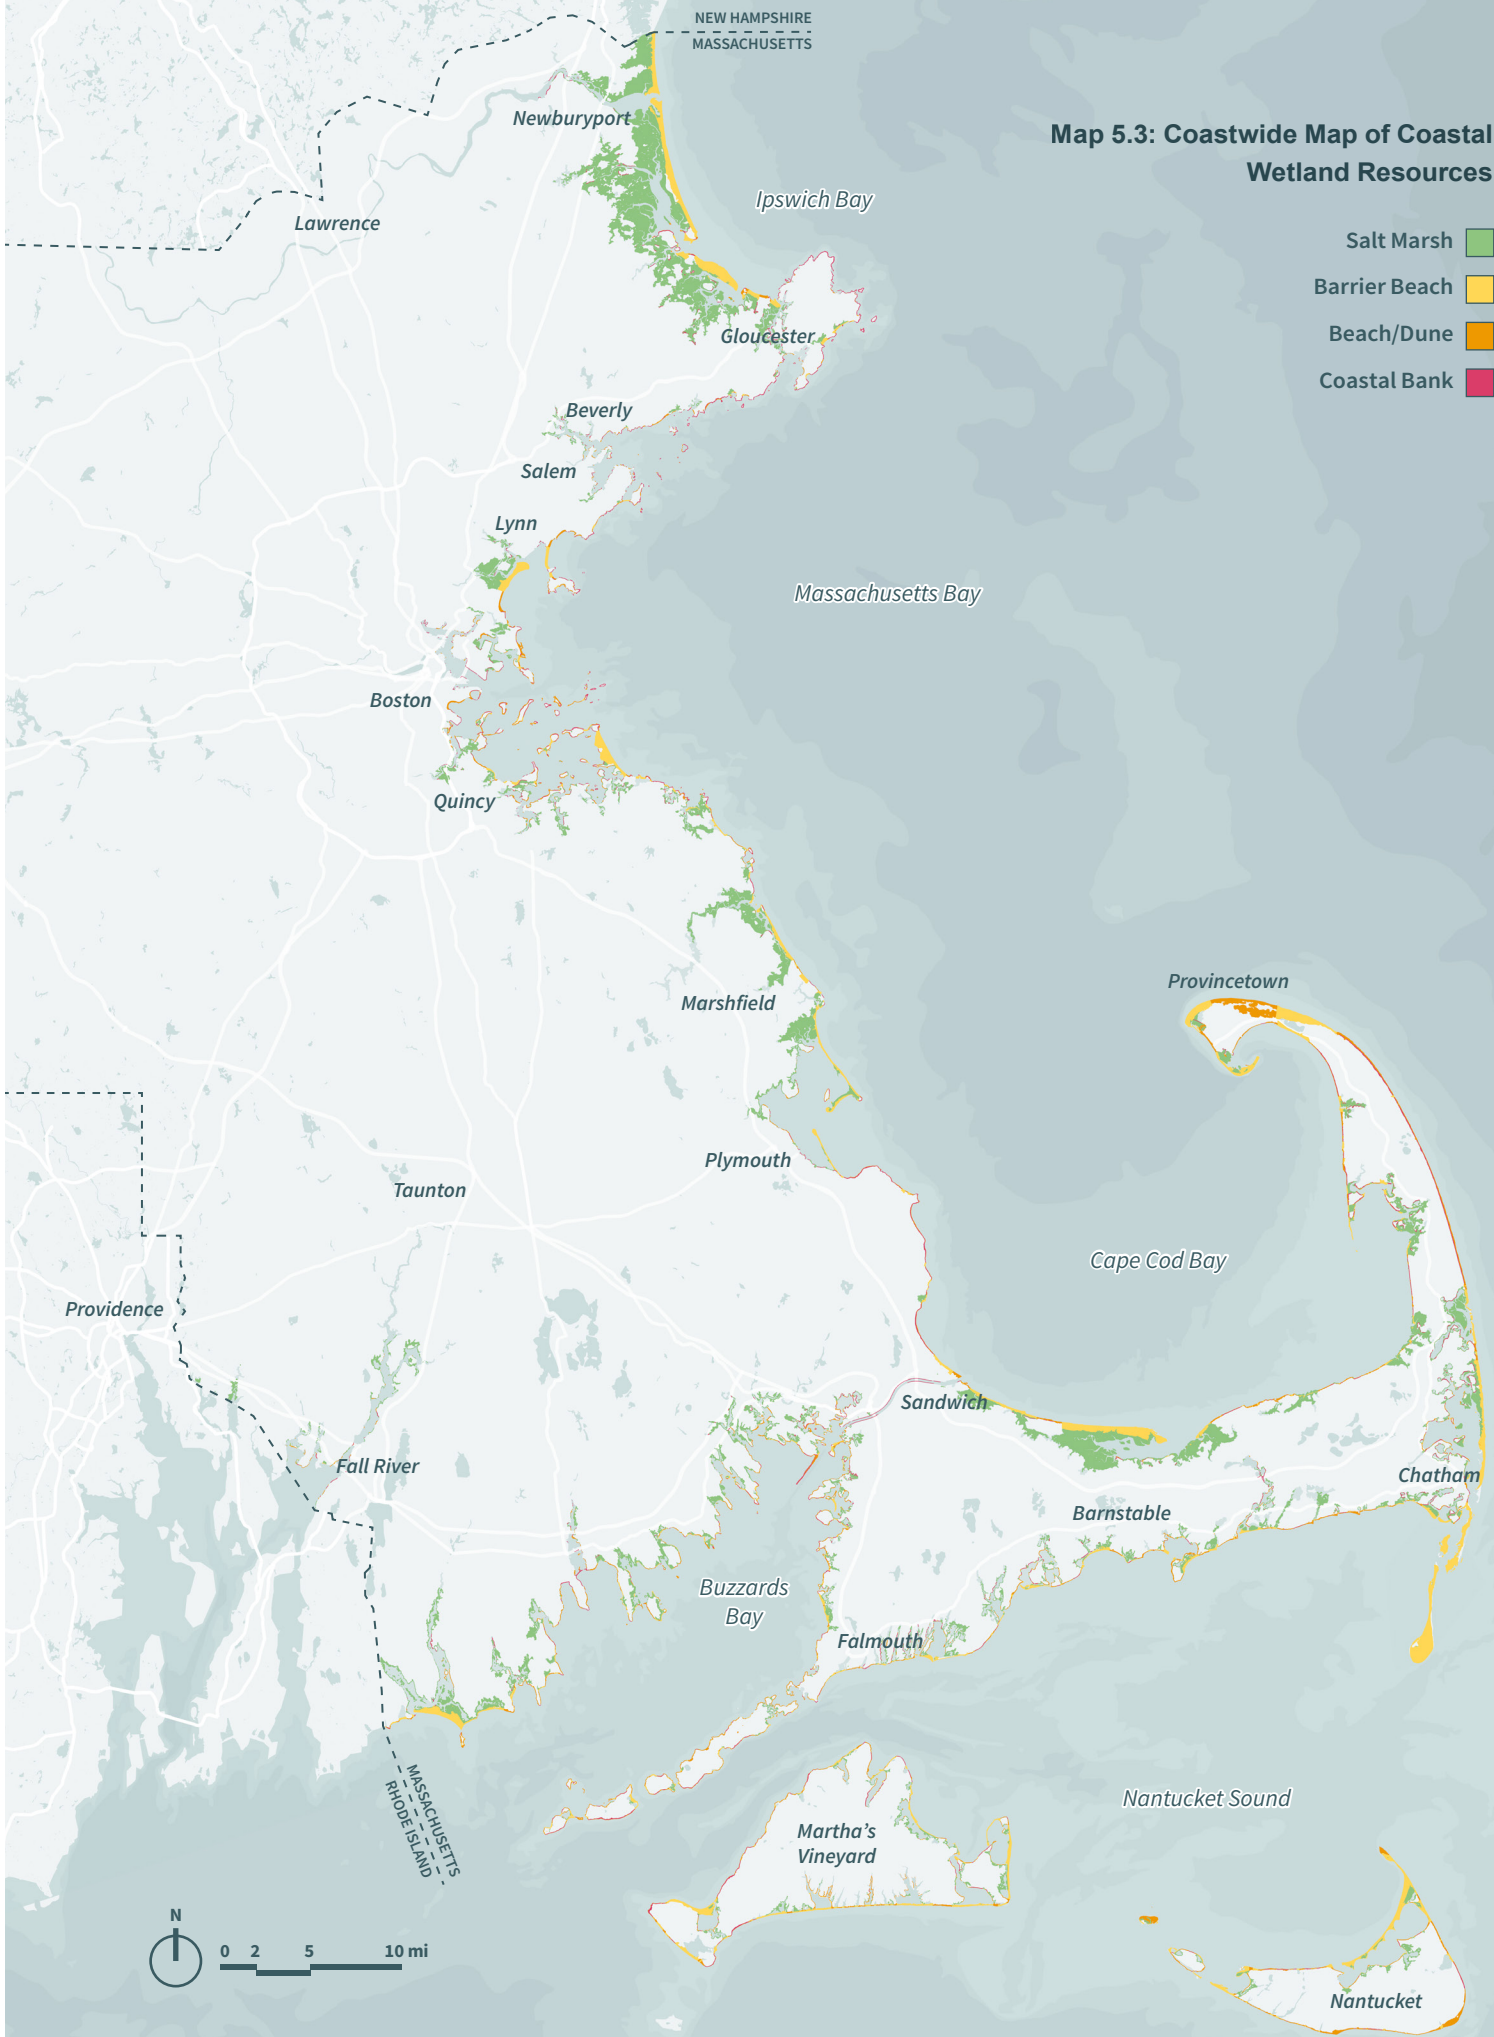 NEW HAMPSHIRE
MASSACHUSETTS
Newburyport
Map 5.3: Coastwide Map of Coastal
Wetland Resources
Ipswich Bay
Lawrence
Salt Marsh
Barrier Beach
Beach/Dune
Coastal Bank
Gloucester
Beverly
Salem
Lynn
Massachusetts Bay
Boston
Quincy
Provincetown
Marshfield
Plymouth
Taunton
Cape Cod Bay
Providence
Sandwich
Fall River
Chatham
Barnstable
Buzzards
Bay
Falmouth
MASSACHUSETTS
RHODE ISLAND
Nantucket Sound
Martha's
Vineyard
N
0 2 5 10 mi
Nantucket